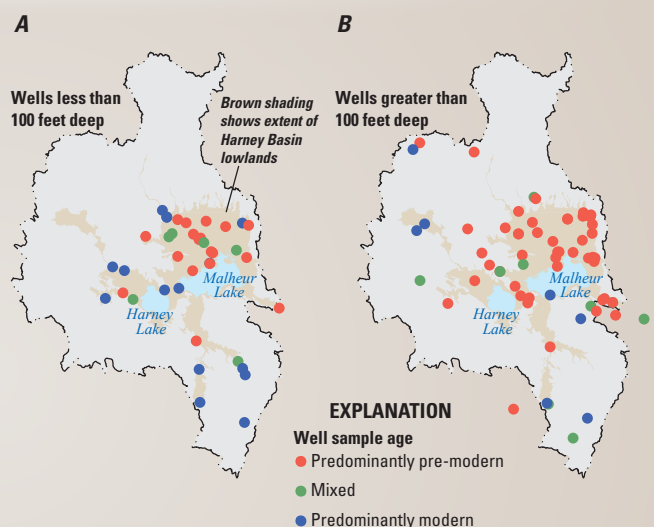 A
Wells less than
100 feet deep
Brown shading
shows extent of
Harney Basin
lowlands
Malheur
Lake
Harney
Lake
B
Wells greater than
100 feet deep
Malheur
Lake
Harney
Lake
EXPLANATION
Well sample age
Predominantly pre-modern
Mixed
Predominantly modern